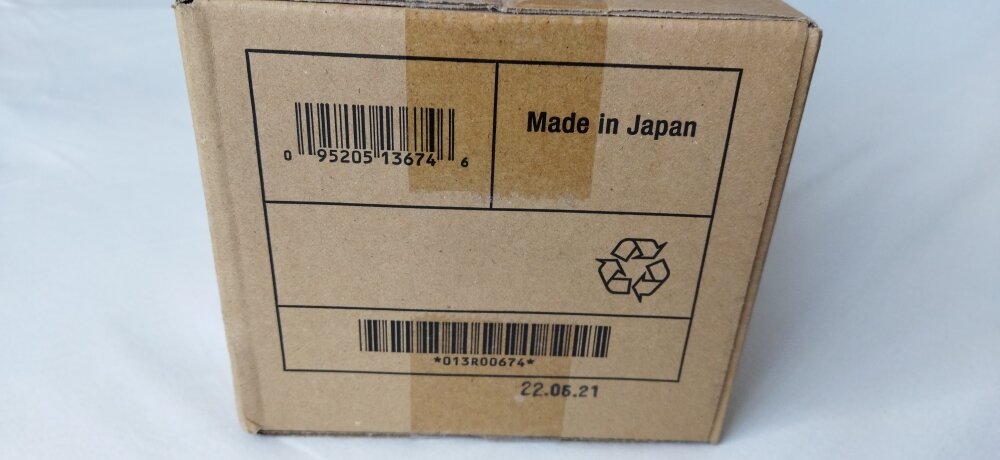 0 95205 13674 6
Made in Japan
*013R00674*
22.06.21